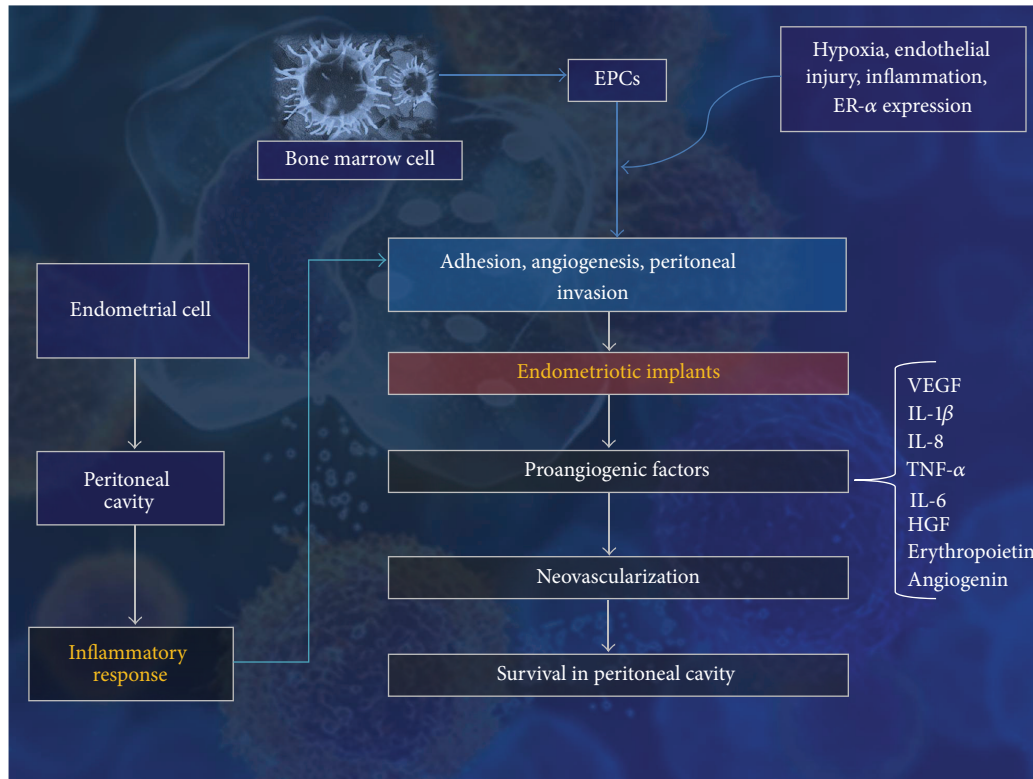 Hypoxia, endothelial
injury, inflammation,
ER-α expression
EPCs
Bone marrow cell
Adhesion, angiogenesis, peritoneal
invasion
Endometrial cell
Endometriotic implants
Peritoneal
cavity
Proangiogenic factors
VEGF
IL-1β
IL-8
TNF-α
IL-6
HGF
Erythropoietin
Angiogenin
Neovascularization
Inflammatory
response
Survival in peritoneal cavity